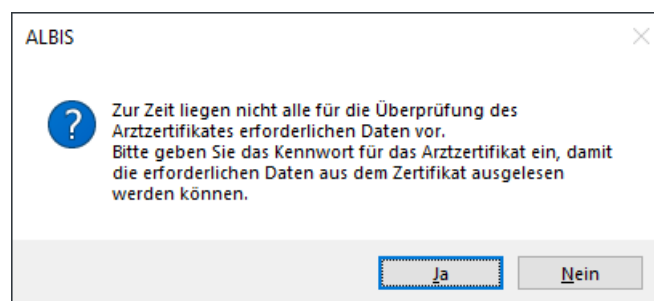 ALBIS
Zur Zeit liegen nicht alle für die Überprüfung des
Arztzertifikates erforderlichen Daten vor.
Bitte geben Sie das Kennwort für das Arztzertifikat ein, damit
die erforderlichen Daten aus dem Zertifikat ausgelesen
werden können.
Ja
Nein